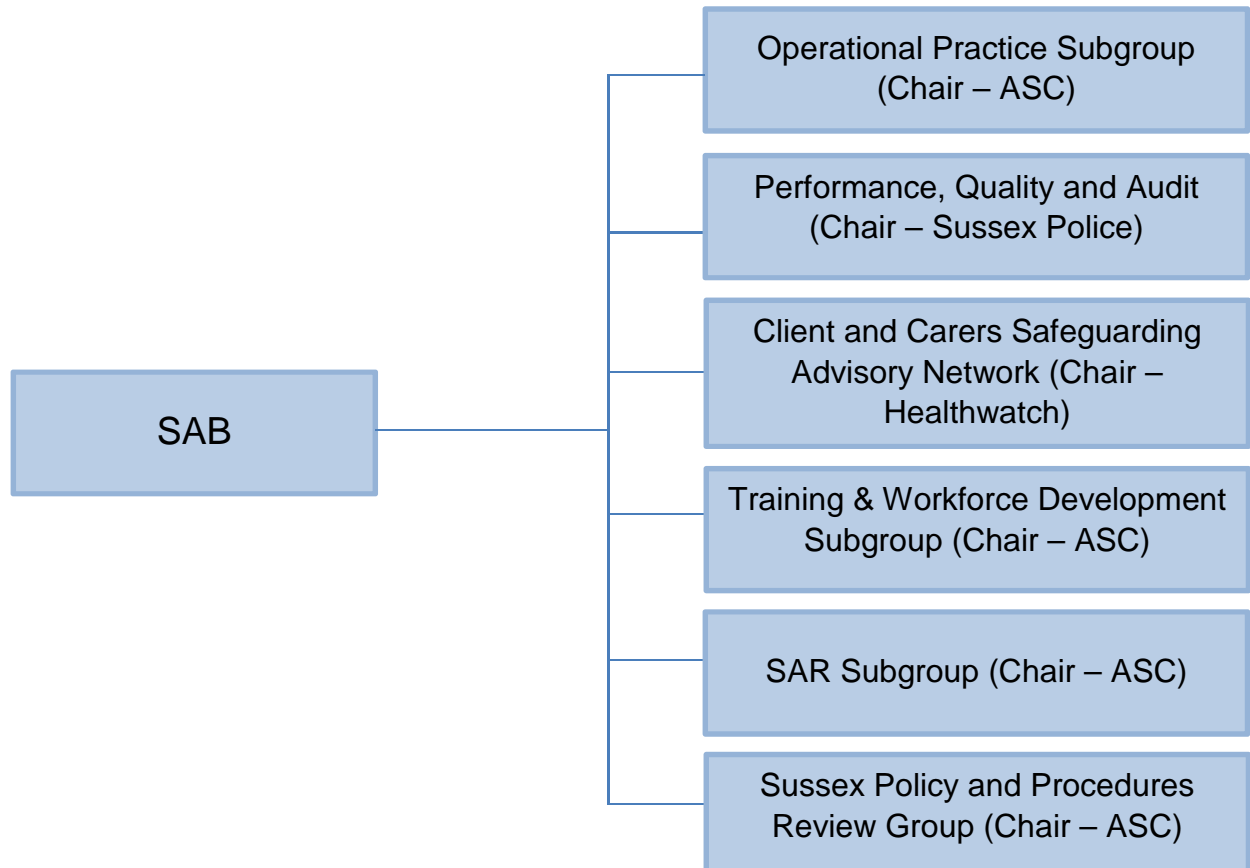 Operational Practice Subgroup
(Chair – ASC)
Performance, Quality and Audit
(Chair – Sussex Police)
Client and Carers Safeguarding
Advisory Network (Chair –
Healthwatch)
SAB
Training & Workforce Development
Subgroup (Chair – ASC)
SAR Subgroup (Chair – ASC)
Sussex Policy and Procedures
Review Group (Chair – ASC)